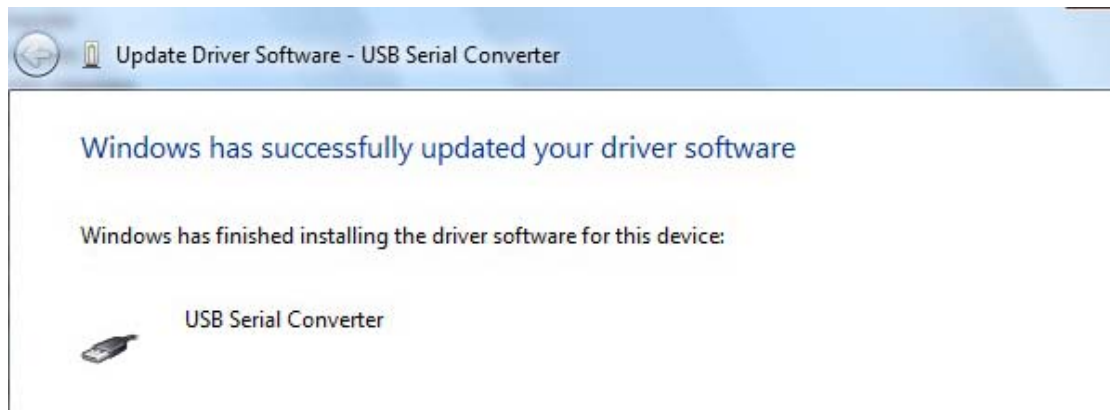 Update Driver Software - USB Serial Converter
Windows has successfully updated your driver software
Windows has finished installing the driver software for this device:
USB Serial Converter